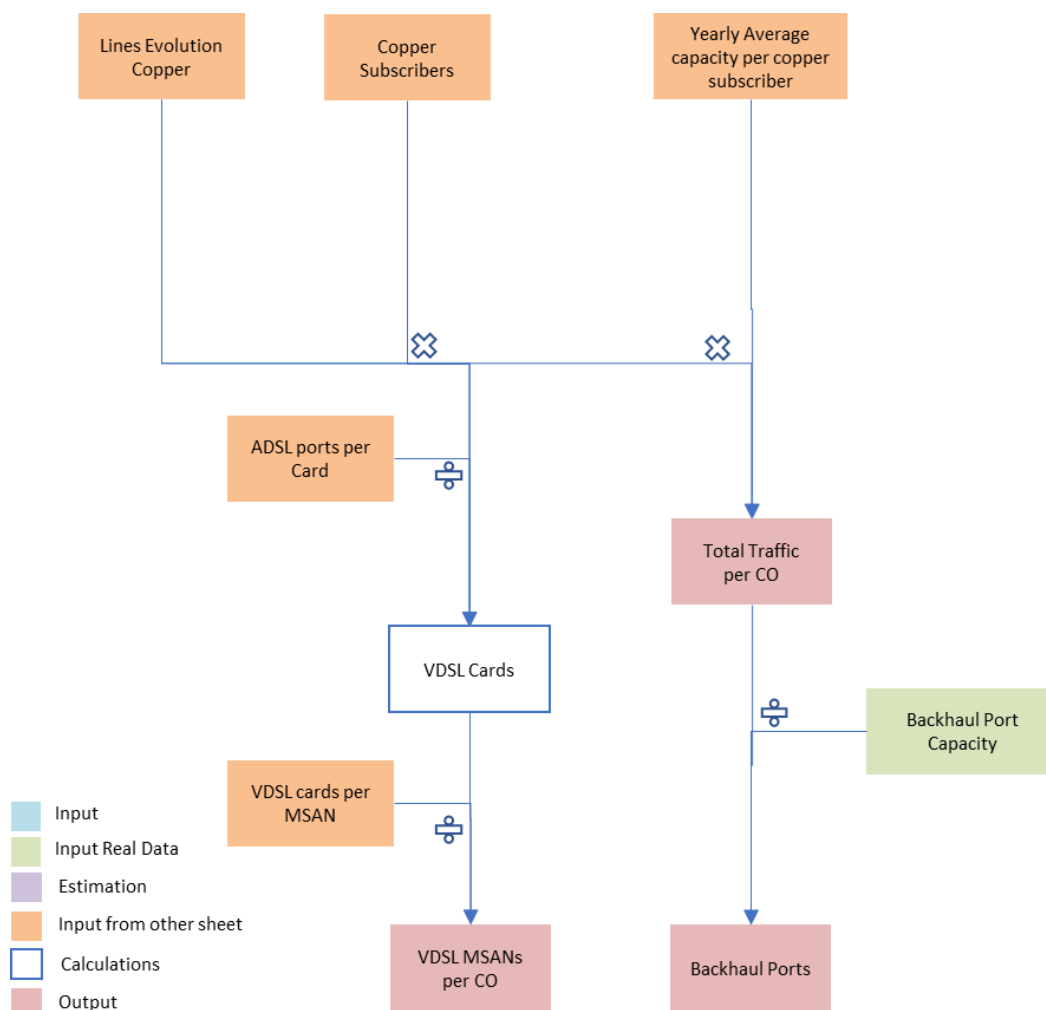 Lines Evolution
Copper
Copper
Subscribers
Yearly Average
capacity per copper
subscriber
ADSL ports per
Card
Total Traffic
per CO
VDSL Cards
Backhaul Port
Capacity
VDSL cards per
MSAN
VDSL MSANs
per CO
Backhaul Ports
Input
Input Real Data
Estimation
Input from other sheet
Calculations
Output